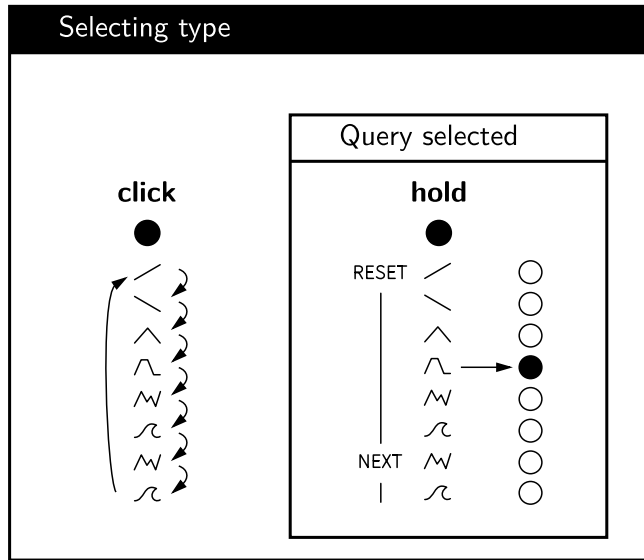 Selecting type
Query selected
click
hold
RESET
NEXT